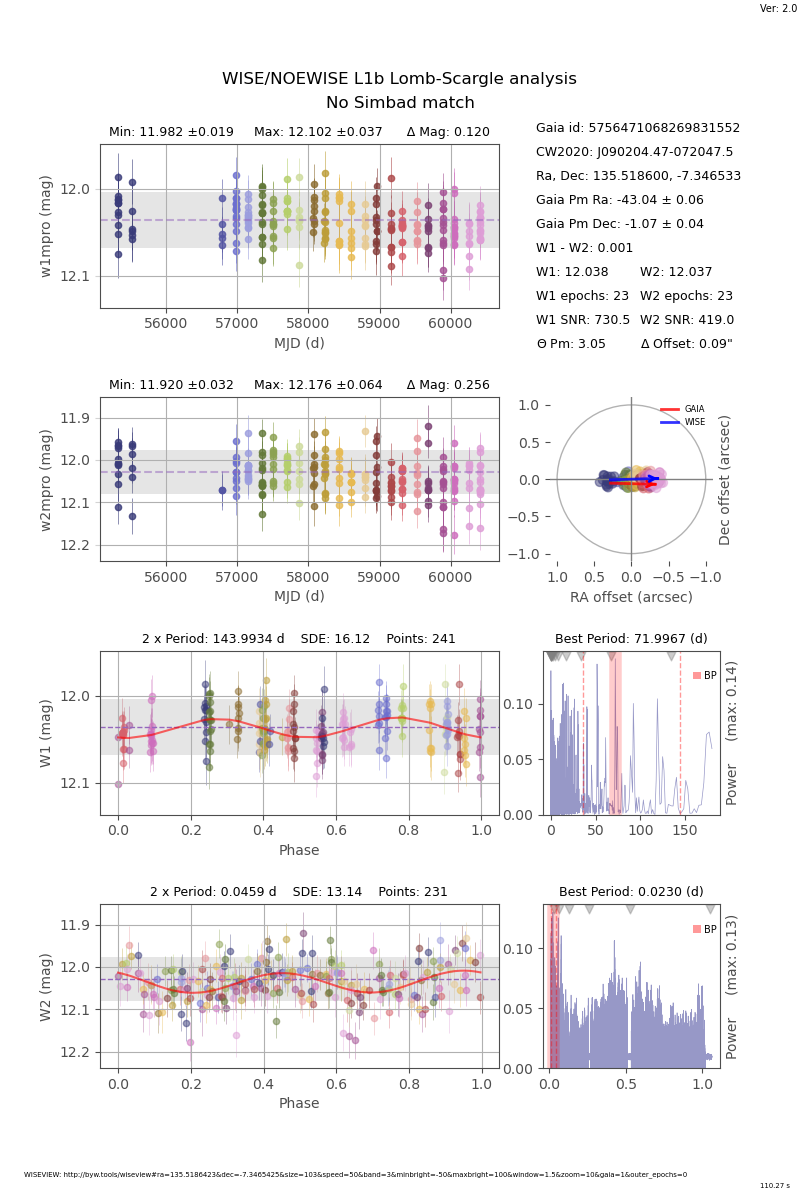 Ver: 2.0
WISE/NOEWISE L1b Lomb-Scargle analysis
No Simbad match
Min: 11.982 ±0.019 Max: 12.102 ±0.037 Δ Mag: 0.120
12.0
12.1
w1mpro (mag)
56000 57000 58000 59000 60000
MJD (d)
Gaia id: 5756471068269831552
CW2020: J090204.47-072047.5
Ra, Dec: 135.518600, -7.346533
Gaia Pm Ra: -43.04 ± 0.06
Gaia Pm Dec: -1.07 ± 0.04
W1 - W2: 0.001
W1: 12.038 W2: 12.037
W1 epochs: 23 W2 epochs: 23
W1 SNR: 730.5 W2 SNR: 419.0
Θ Pm: 3.05 Δ Offset: 0.09"
Min: 11.920 ±0.032 Max: 12.176 ±0.064 Δ Mag: 0.256
11.9
12.0
12.1
12.2
w2mpro (mag)
56000 57000 58000 59000 60000
MJD (d)
GAIA
WISE
1.0
0.5
0.0
−0.5
−1.0
1.0 0.5 0.0 −0.5 −1.0
RA offset (arcsec)
Dec offset (arcsec)
2 x Period: 143.9934 d SDE: 16.12 Points: 241
12.0
12.1
W1 (mag)
0.0 0.2 0.4 0.6 0.8 1.0
Phase
Best Period: 71.9967 (d)
BP
0.10
0.05
0.00
0 50 100 150
Power (max: 0.14)
2 x Period: 0.0459 d SDE: 13.14 Points: 231
11.9
12.0
12.1
12.2
W2 (mag)
0.0 0.2 0.4 0.6 0.8 1.0
Phase
Best Period: 0.0230 (d)
BP
0.10
0.05
0.00
0.0 0.5 1.0
Power (max: 0.13)
WISEVIEW: http://byw.tools/wiseview#ra=135.5186423&dec=-7.3465425&size=103&speed=50&band=3&minbright=-50&maxbright=100&window=1.5&zoom=10&gaia=1&outer_epochs=0
110.27 s